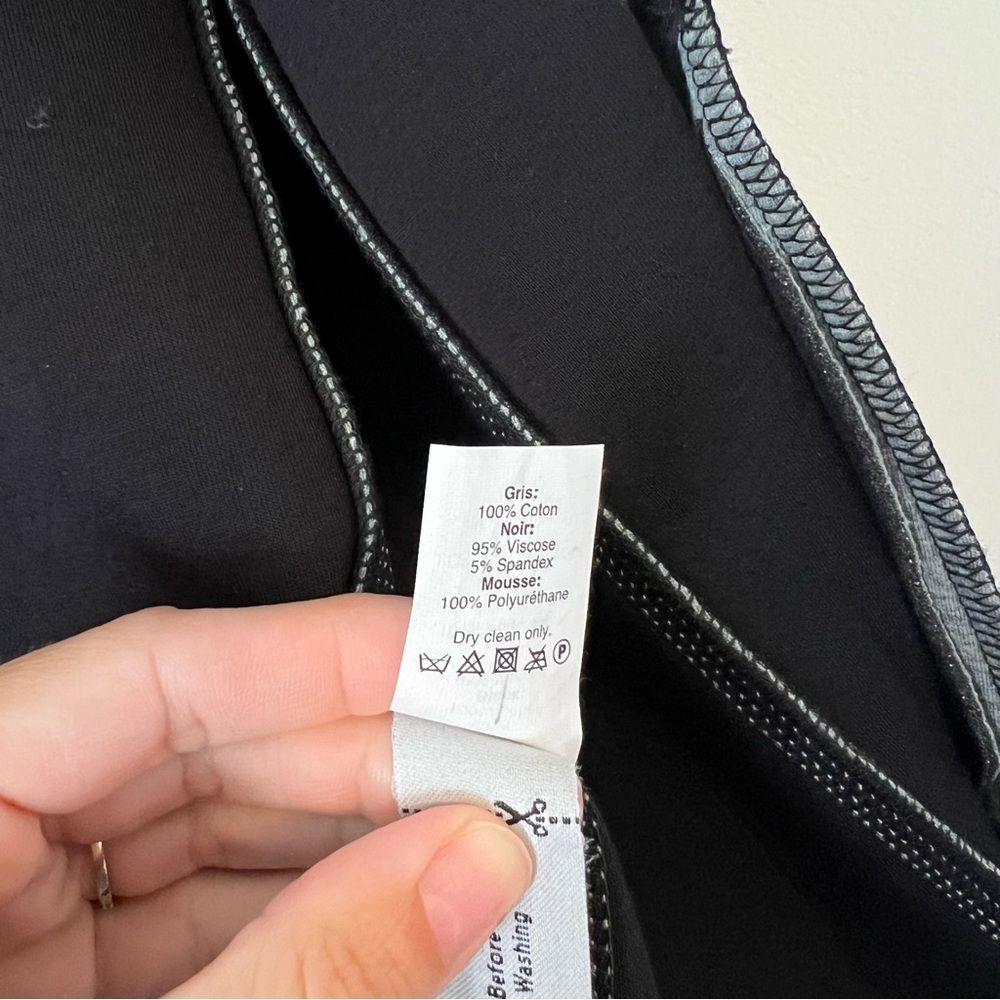 Gris:
100% Coton
Noir:
95% Viscose
5% Spandex
Mousse:
100% Polyuréthane
Dry clean only.
P
Before
Washing